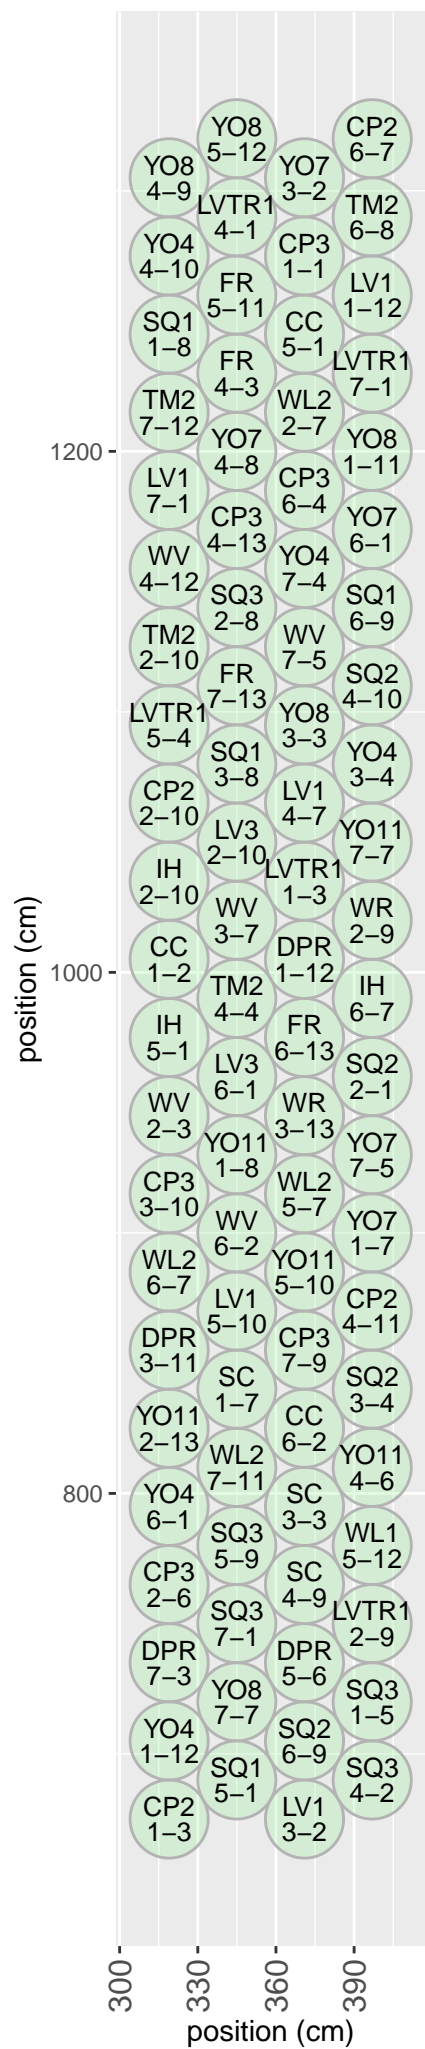 YO8
5−12
CP2
6−7
YO8
4−9
YO7
3−2
LVTR1
4−1
TM2
6−8
YO4
4−10
CP3
1−1
FR
5−11
LV1
1−12
SQ1
1−8
CC
5−1
FR
4−3
LVTR1
7−1
TM2
7−12
WL2
2−7
YO7
4−8
YO8
1−11
1200
LV1
7−1
CP3
6−4
CP3
4−13
YO7
6−1
WV
4−12
YO4
7−4
SQ3
2−8
SQ1
6−9
TM2
2−10
WV
7−5
FR
7−13
SQ2
4−10
LVTR1
5−4
YO8
3−3
SQ1
3−8
YO4
3−4
CP2
2−10
LV1
4−7
LV3
2−10
YO11
7−7
IH
2−10
LVTR1
1−3
WV
3−7
WR
2−9
CC
1−2
DPR
1−12
1000
position (cm)
TM2
4−4
IH
6−7
IH
5−1
FR
6−13
LV3
6−1
SQ2
2−1
WV
2−3
WR
3−13
YO11
1−8
YO7
7−5
CP3
3−10
WL2
5−7
WV
6−2
YO7
1−7
WL2
6−7
YO11
5−10
LV1
5−10
CP2
4−11
DPR
3−11
CP3
7−9
SC
1−7
SQ2
3−4
YO11
2−13
CC
6−2
WL2
7−11
YO11
4−6
800
YO4
6−1
SC
3−3
SQ3
5−9
WL1
5−12
CP3
2−6
SC
4−9
SQ3
7−1
LVTR1
2−9
DPR
7−3
DPR
5−6
YO8
7−7
SQ3
1−5
YO4
1−12
SQ2
6−9
SQ1
5−1
SQ3
4−2
CP2
1−3
LV1
3−2
300
330
360
390
position (cm)